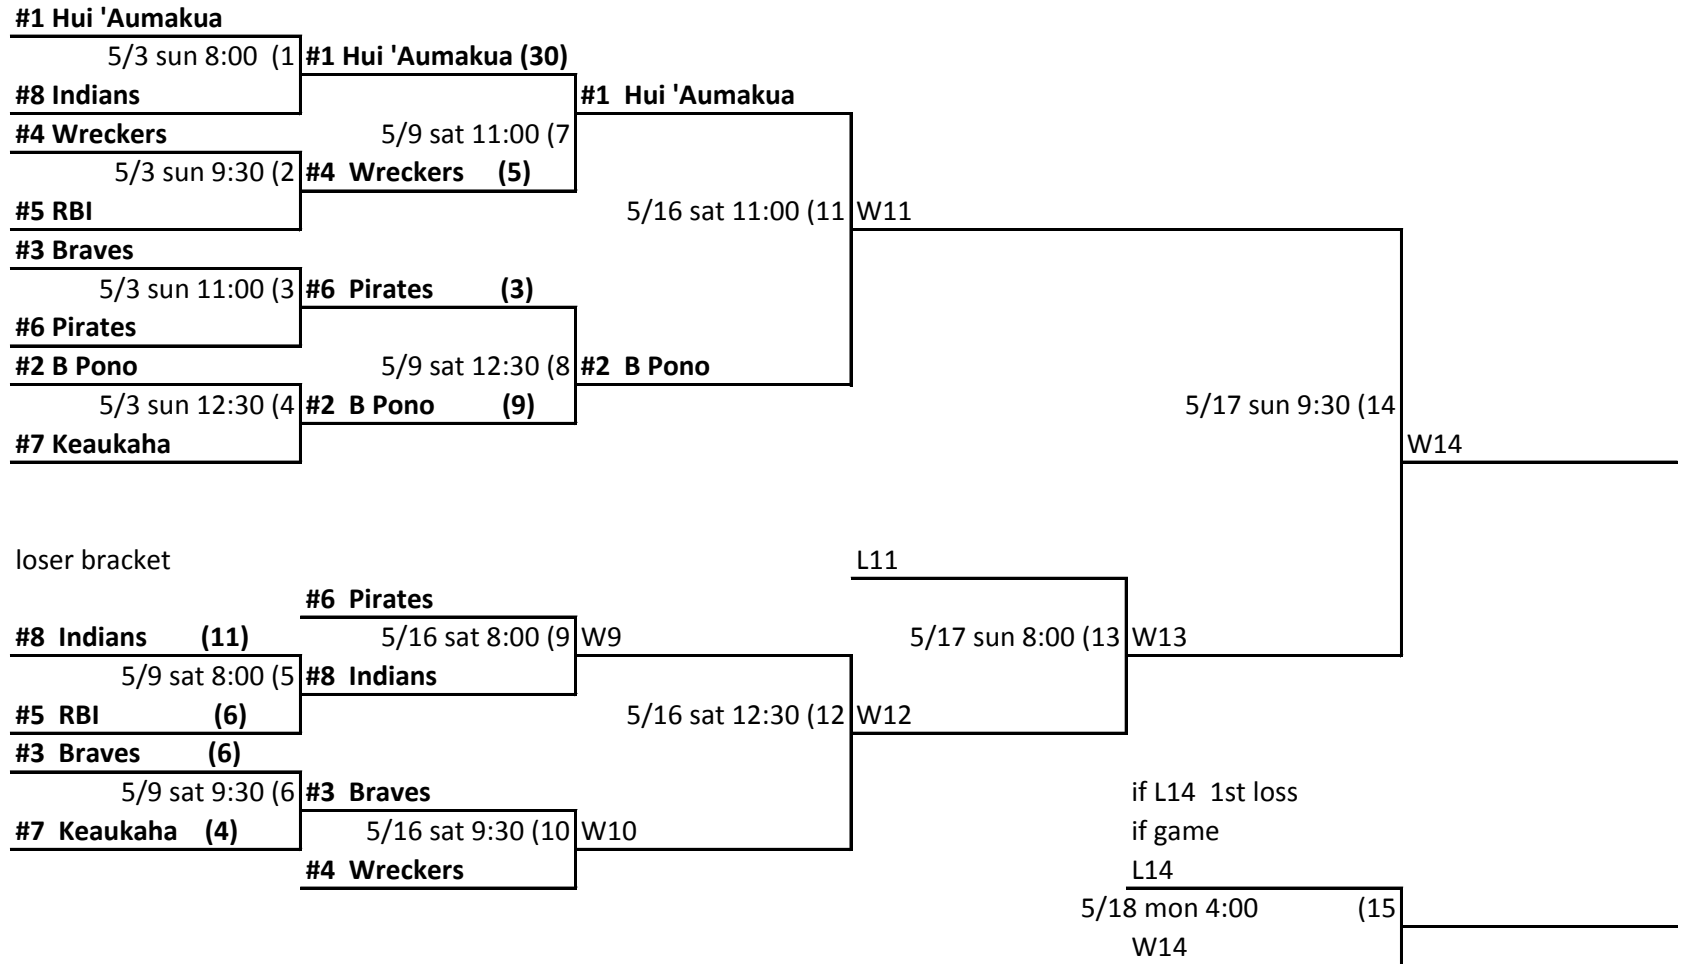 #1 Hui 'Aumakua
5/3 sun 8:00 (1 #1 Hui 'Aumakua (30)
#8 Indians #1 Hui 'Aumakua
#4 Wreckers 5/9 sat 11:00 (7
5/3 sun 9:30 (2 #4 Wreckers (5)
#5 RBI 5/16 sat 11:00 (11 W11
#3 Braves
5/3 sun 11:00 (3 #6 Pirates (3)
#6 Pirates
#2 B Pono 5/9 sat 12:30 (8 #2 B Pono
5/3 sun 12:30 (4 #2 B Pono (9) 5/17 sun 9:30 (14
#7 Keaukaha W14
loser bracket L11
#6 Pirates
#8 Indians (11) 5/16 sat 8:00 (9 W9 5/17 sun 8:00 (13 W13
5/9 sat 8:00 (5 #8 Indians
#5 RBI (6) 5/16 sat 12:30 (12 W12
#3 Braves (6)
5/9 sat 9:30 (6 #3 Braves if L14 1st loss
#7 Keaukaha (4) 5/16 sat 9:30 (10 W10 if game
#4 Wreckers L14
5/18 mon 4:00 (15
W14